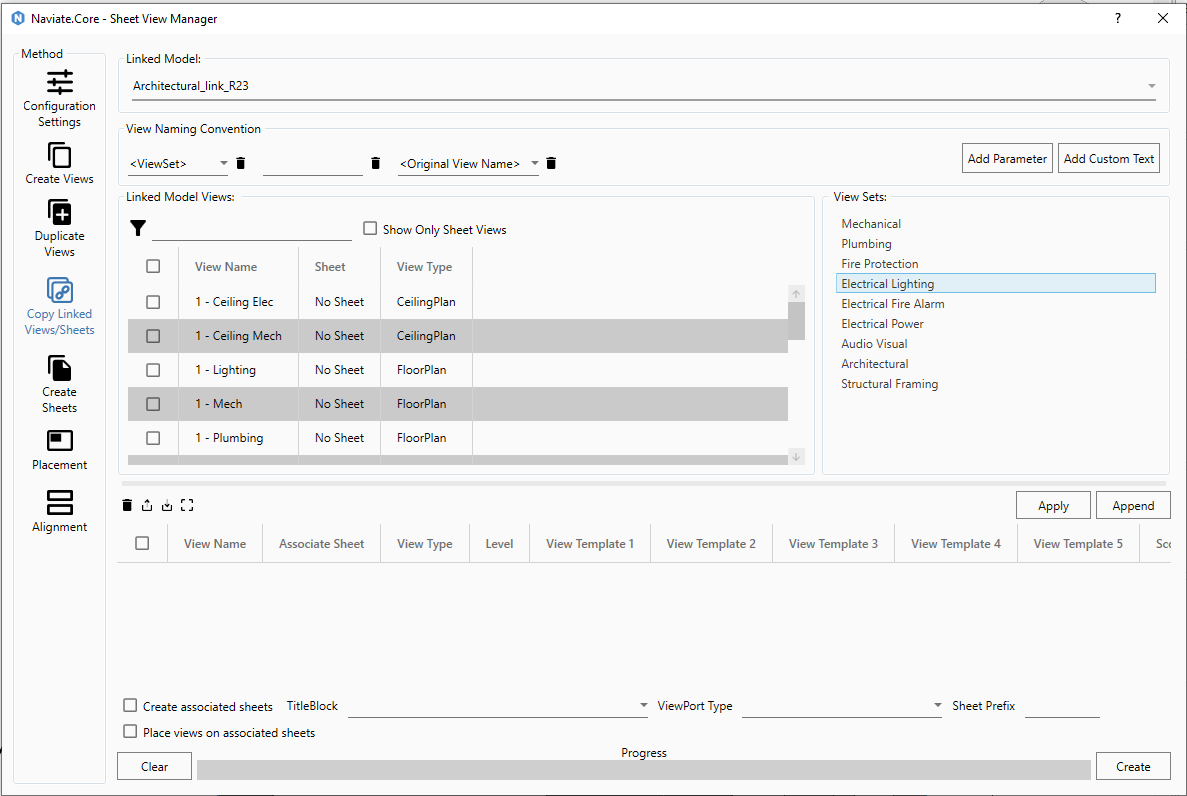 Naviate.Core - Sheet View Manager
?
Method
Configuration
Settings
Create Views
Duplicate
Views
Copy Linked
Views/Sheets
Create
Sheets
Placement
Alignment
Linked Model:
Architectural_link_R23
View Naming Convention
<ViewSet> <Original View Name> Add Parameter Add Custom Text
Linked Model Views:
Show Only Sheet Views
View Name Sheet View Type
1 - Ceiling Elec No Sheet CeilingPlan
1 - Ceiling Mech No Sheet CeilingPlan
1 - Lighting No Sheet FloorPlan
1 - Mech No Sheet FloorPlan
1 - Plumbing No Sheet FloorPlan
View Sets:
Mechanical
Plumbing
Fire Protection
Electrical Lighting
Electrical Fire Alarm
Electrical Power
Audio Visual
Architectural
Structural Framing
Apply Append
View Name Associate Sheet View Type Level View Template 1 View Template 2 View Template 3 View Template 4 View Template 5 Sc
Create associated sheets TitleBlock ViewPort Type Sheet Prefix
Place views on associated sheets
Progress
Clear Create